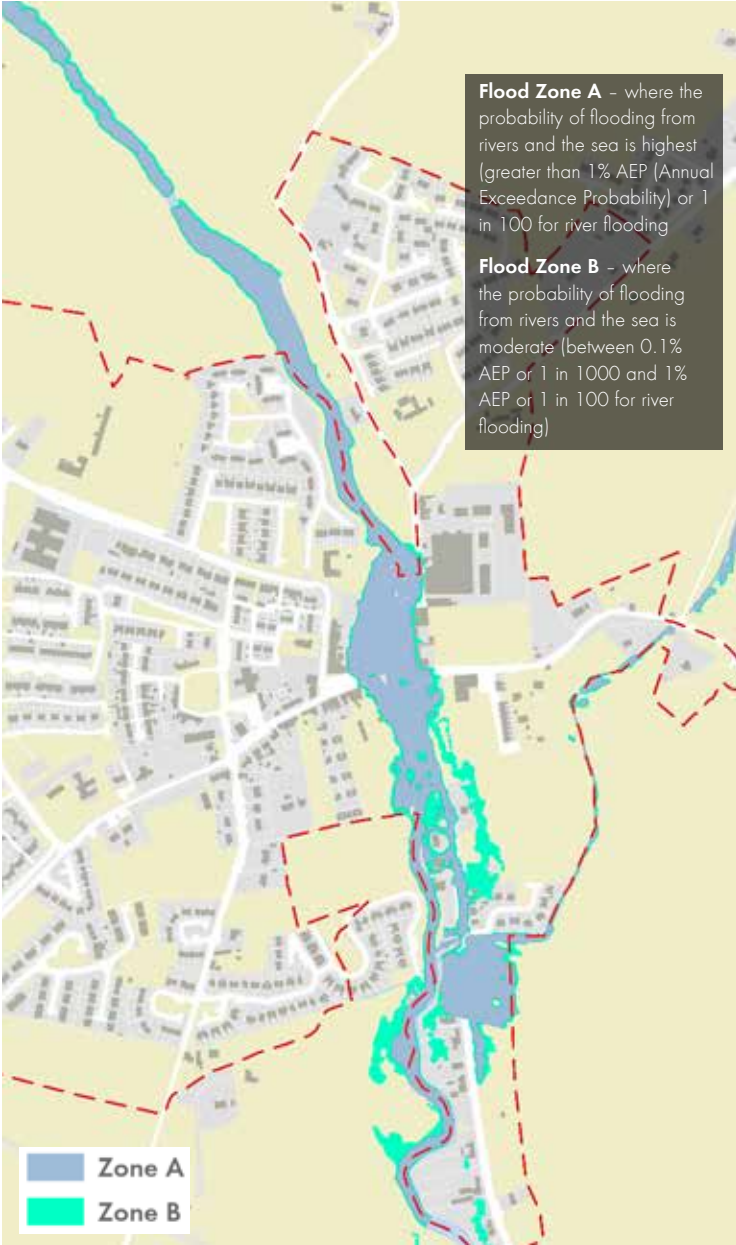 Flood Zone A – where the
probability of flooding from
rivers and the sea is highest
(greater than 1% AEP (Annual
Exceedance Probability) or 1
in 100 for river flooding
Flood Zone B – where
the probability of flooding
from rivers and the sea is
moderate (between 0.1%
AEP or 1 in 1000 and 1%
AEP or 1 in 100 for river
flooding)
Zone A
Zone B